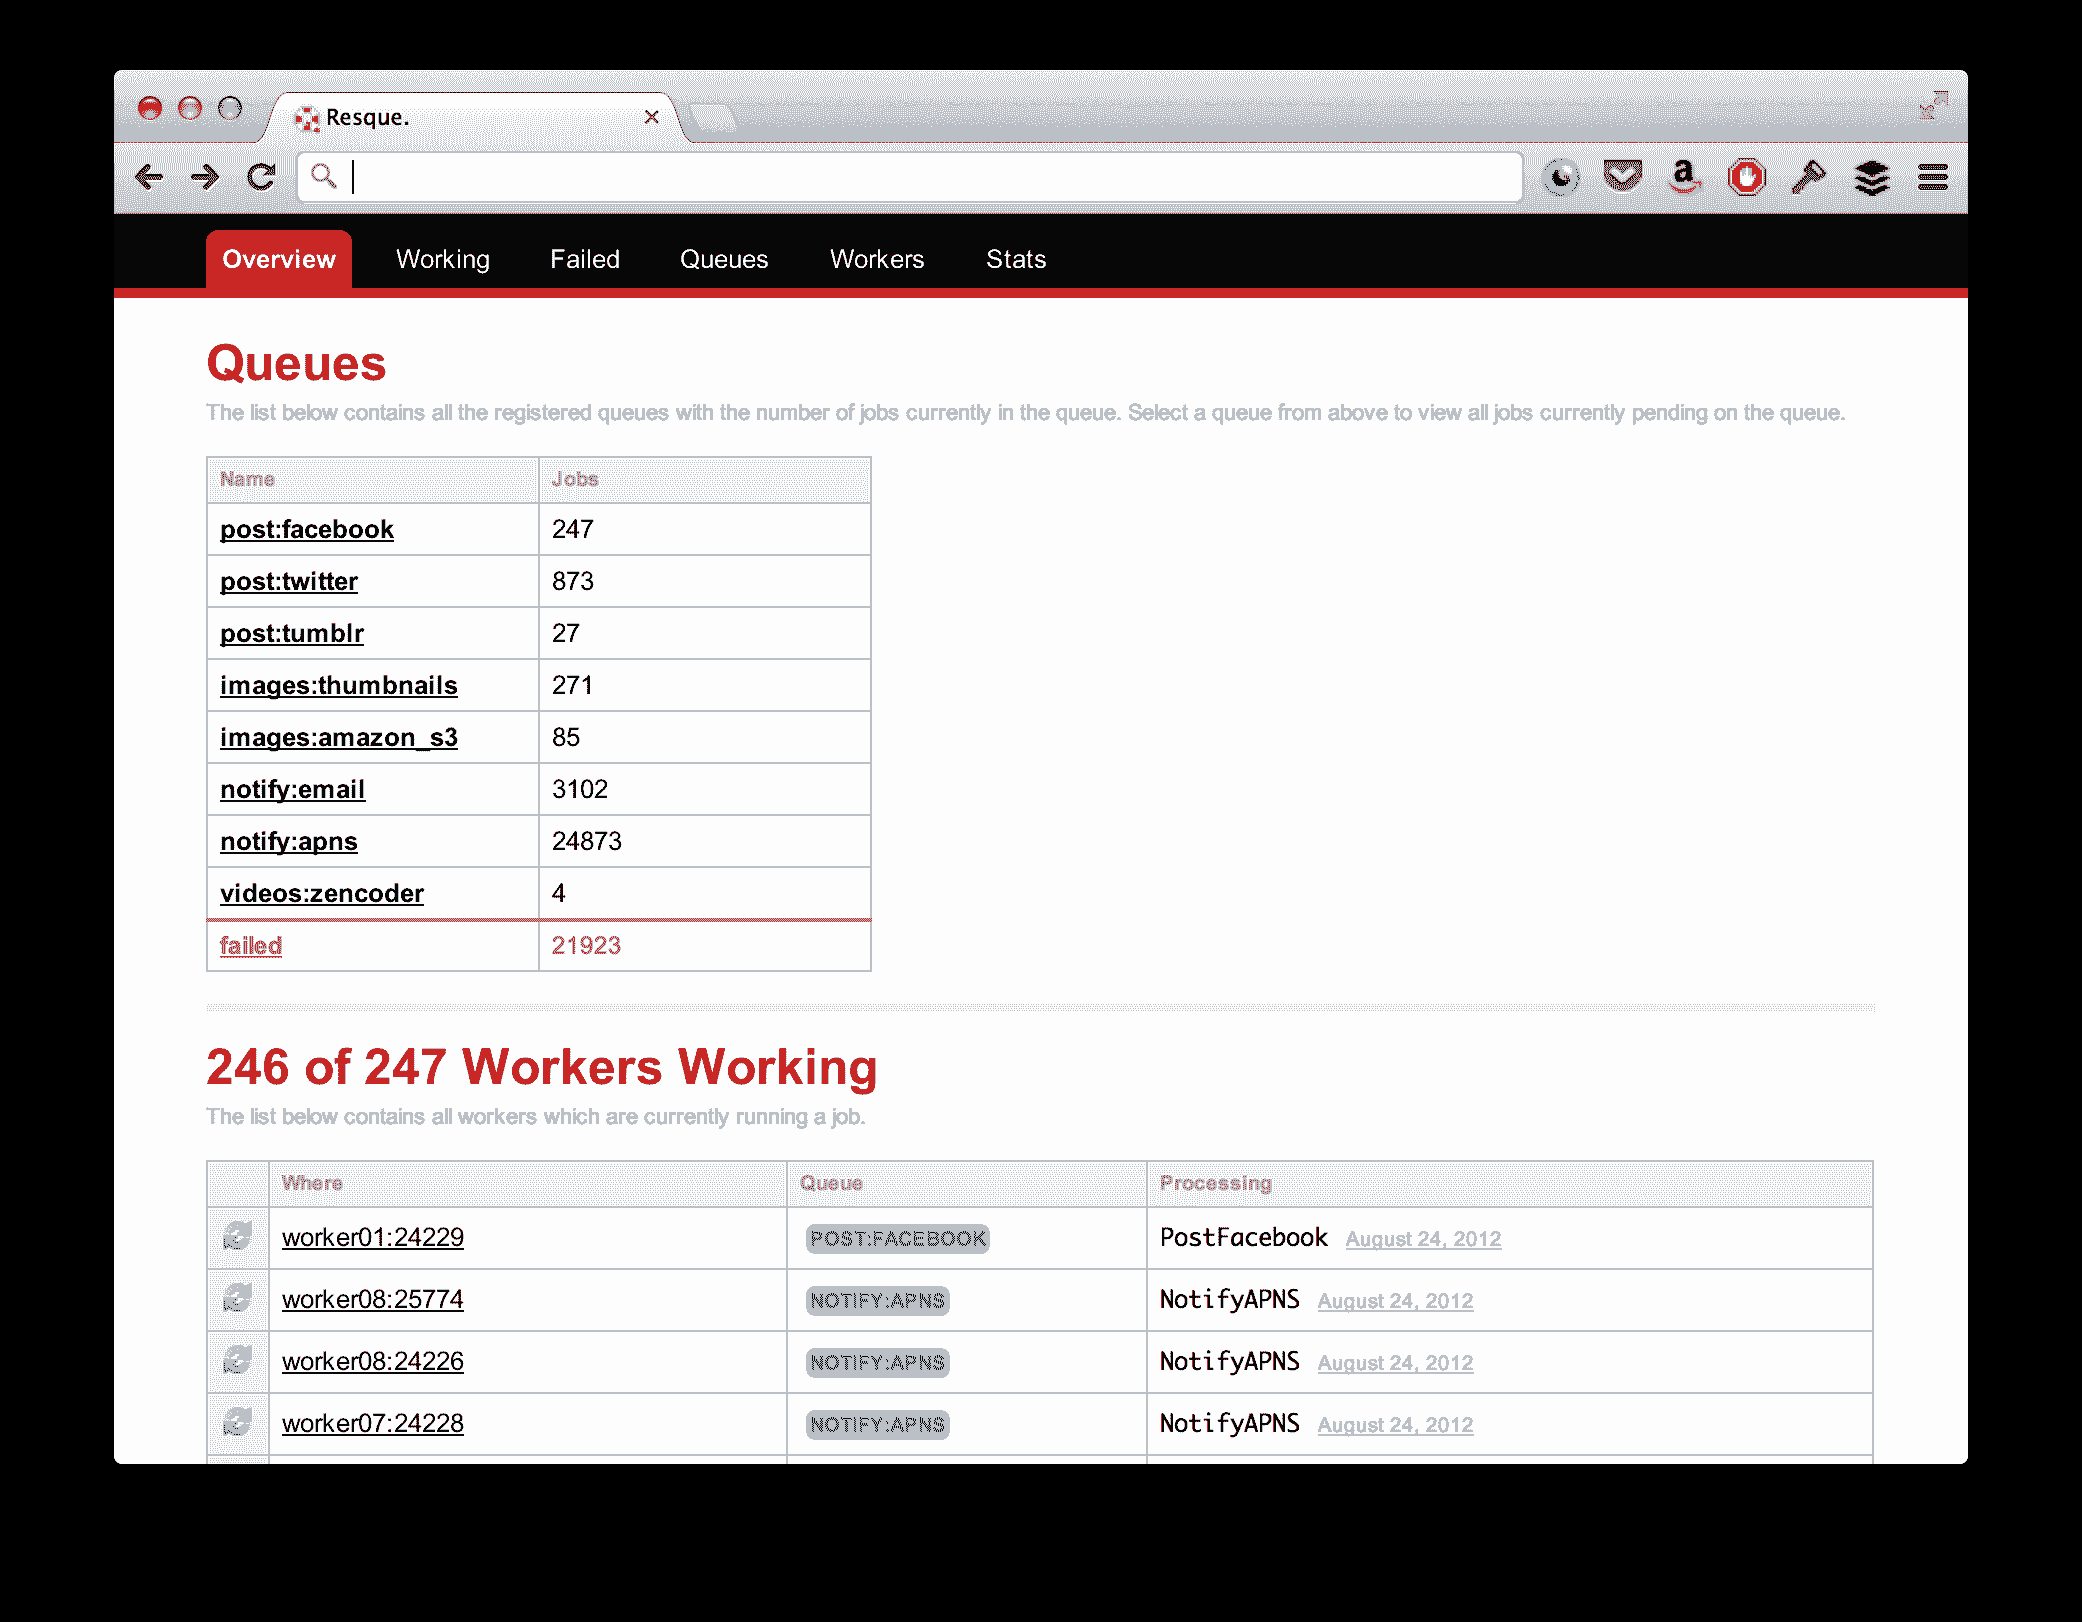 Resque.
Overview Working Failed Queues Workers Stats
Queues
The list below contains all the registered queues with the number of jobs currently in the queue. Select a queue from above to view all jobs currently pending on the queue.
Name Jobs
post:facebook 247
post:twitter 873
post:tumblr 27
images:thumbnails 271
images:amazon_s3 85
notify:email 3102
notify:apns 24873
videos:zencoder 4
failed 21923
246 of 247 Workers Working
The list below contains all workers which are currently running a job.
Where Queue Processing
worker01:24229 POST:FACEBOOK PostFacebook August 24, 2012
worker08:25774 NOTIFY:APNS NotifyAPNS August 24, 2012
worker08:24226 NOTIFY:APNS NotifyAPNS August 24, 2012
worker07:24228 NOTIFY:APNS NotifyAPNS August 24, 2012